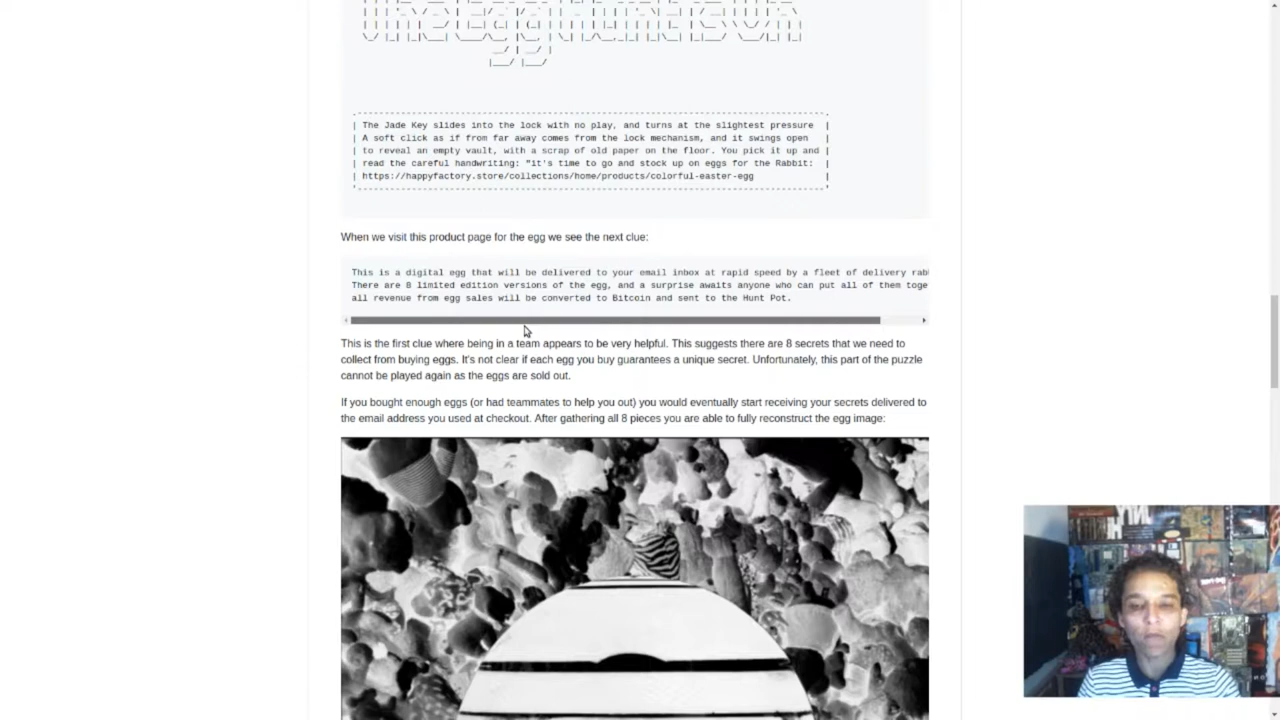 The Egg Hunt Is On
| The Jade Key slides into the lock with no play, and turns at the slightest pressure |
| A soft click as if from far away comes from the lock mechanism, and it swings open |
| to reveal an empty vault, with a scrap of old paper on the floor. You pick it up and |
| read the careful handwriting: "it's time to go and stock up on eggs for the Rabbit: |
| https://happyfactory.store/collections/home/products/colorful-easter-egg |
When we visit this product page for the egg we see the next clue:
This is a digital egg that will be delivered to your email inbox at rapid speed by a fleet of delivery rab
There are 8 limited edition versions of the egg, and a surprise awaits anyone who can put all of them toge
all revenue from egg sales will be converted to Bitcoin and sent to the Hunt Pot.
This is the first clue where being in a team appears to be very helpful. This suggests there are 8 secrets that we need to
collect from buying eggs. It's not clear if each egg you buy guarantees a unique secret. Unfortunately, this part of the puzzle
cannot be played again as the eggs are sold out.
If you bought enough eggs (or had teammates to help you out) you would eventually start receiving your secrets delivered to
the email address you used at checkout. After gathering all 8 pieces you are able to fully reconstruct the egg image: